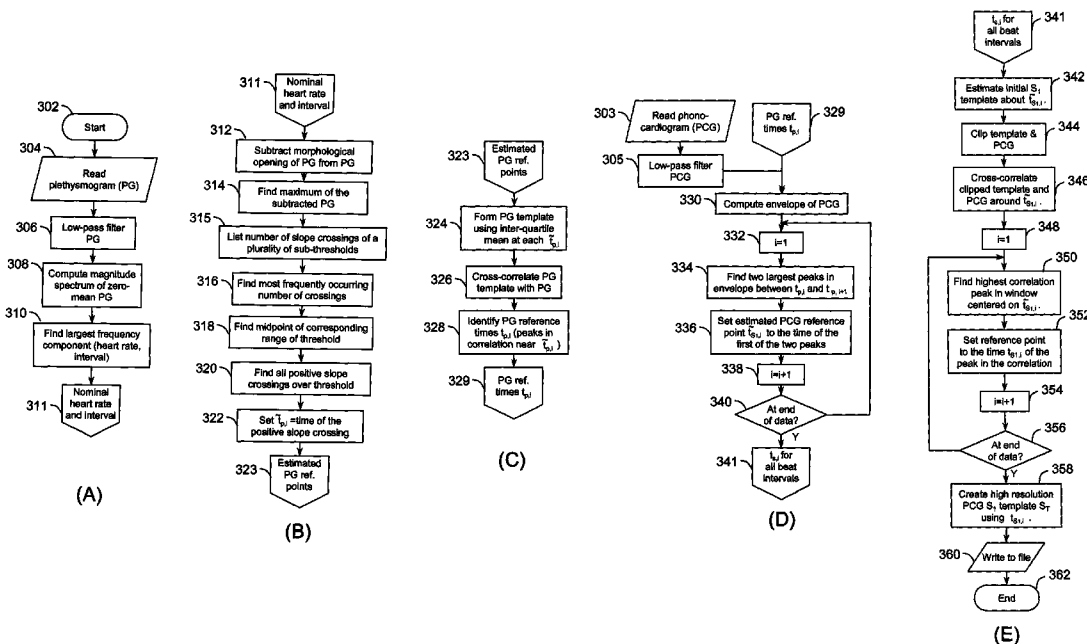 302
Start
304
Read
plethysmogram (PG)
306
Low-pass filter
PG
308
Compute magnitude
spectrum of zero-
mean PG
310
Find largest frequency
component (heart rate,
interval)
311
Nominal
heart rate
and interval
(A)
311
Nominal
heart rate
and interval
312
Subtract morphological
opening of PG from PG
314
Find maximum of the
subtracted PG
315
List number of slope crossings of a
plurality of sub-thresholds
316
Find most frequently occurring
number of crossings
318
Find midpoint of corresponding
range of threshold
320
Find all positive slope
crossings over threshold
322
Set t̃p,i =time of the
positive slope crossing
323
Estimated
PG ref.
points
(B)
323
Estimated
PG ref.
points
324
Form PG template
using inter-quartile
mean at each t̃p,i
326
Cross-correlate PG
template with PG
328
Identify PG reference
times tp,i (peaks in
correlation near t̃p,i )
329
PG ref.
times tp,i
(C)
303
Read phono-
cardiogram (PCG)
305
Low-pass filter
PCG
PG ref.
times tp,i
329
330
Compute envelope of PCG
332
i=1
334
Find two largest peaks in
envelope between tp,i and tp,i+1
336
Set estimated PCG reference
point t̃S1,i to the time of the
first of the two peaks
338
i=i+1
340
At end
of data?
Y
341
ts,i for
all beat
intervals
(D)
ts,i for
all beat
intervals
341
342
Estimate initial S1
template about t̃S1,i.
344
Clip template &
PCG
346
Cross-correlate
clipped template and
PCG around t̃S1,i.
348
i=1
350
Find highest correlation
peak in window
centered on t̃S1,i.
352
Set reference point
to the time tS1,i of the
peak in the correlation
354
i=i+1
356
At end
of data?
Y
358
Create high resolution
PCG S1 template ST
using tS1,i .
360
Write to file
362
End
(E)